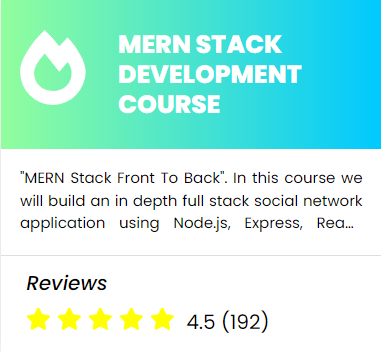 MERN STACK
DEVELOPMENT
COURSE
"MERN Stack Front To Back". In this course we
will build an in depth full stack social network
application using Node.js, Express, Rea...
Reviews
4.5 (192)